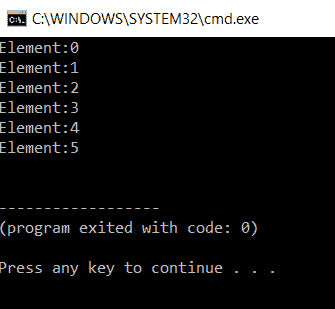 C:\WINDOWS\SYSTEM32\cmd.exe
Element:0
Element:1
Element:2
Element:3
Element:4
Element:5
------------------
(program exited with code: 0)
Press any key to continue . . .